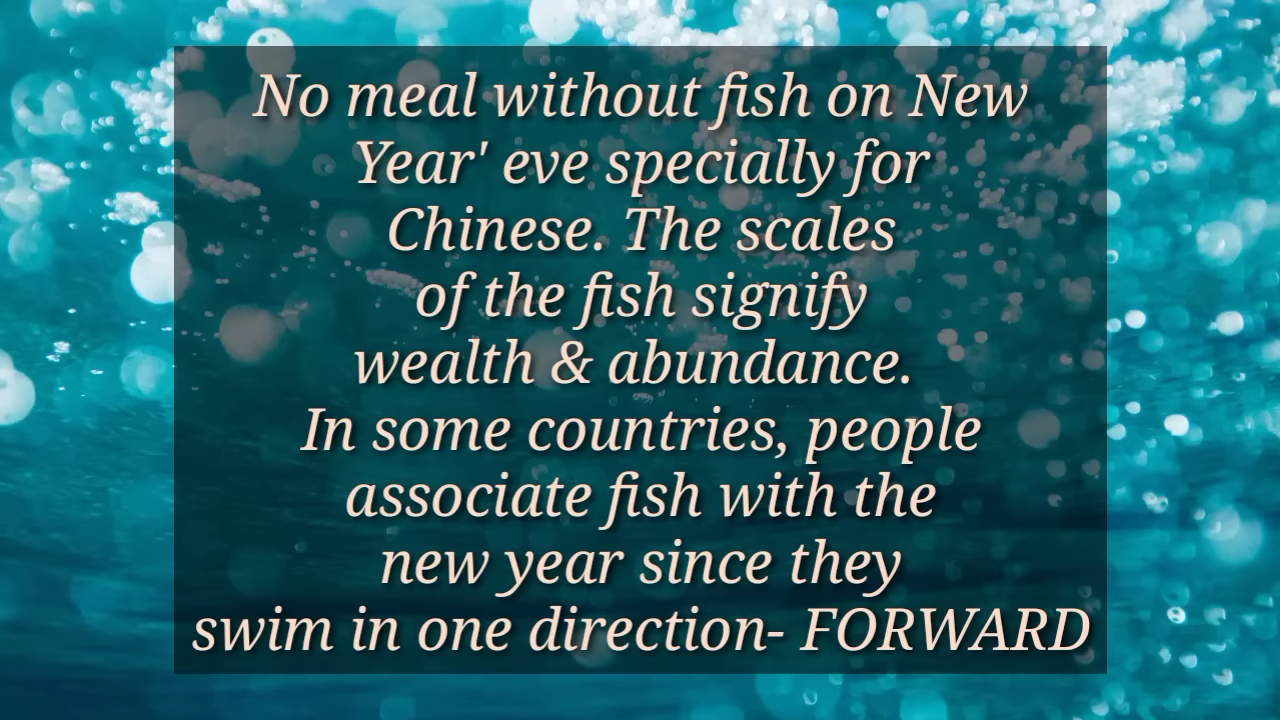 No meal without fish on New
Year' eve specially for
Chinese. The scales
of the fish signify
wealth & abundance.
In some countries, people
associate fish with the
new year since they
swim in one direction- FORWARD